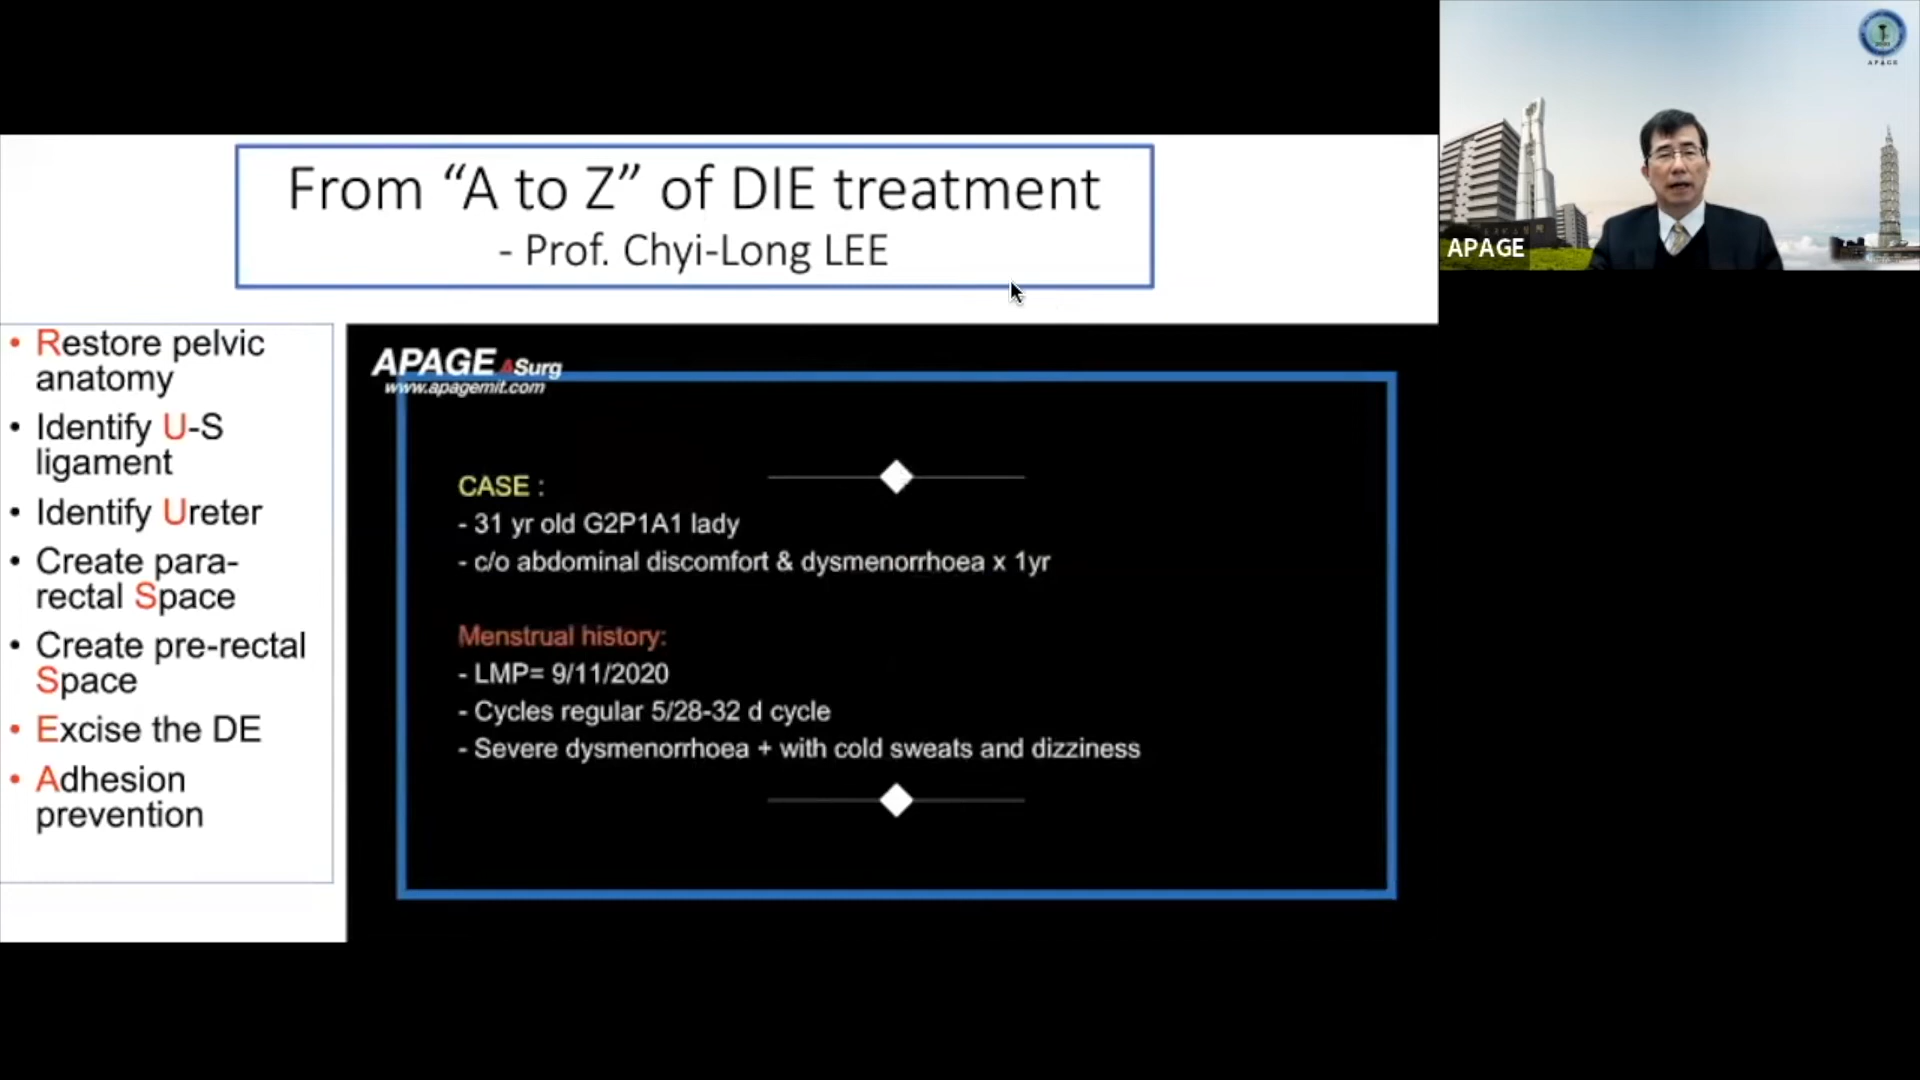 From “A to Z” of DIE treatment
- Prof. Chyi-Long LEE
• Restore pelvic
anatomy
• Identify U-S
ligament
• Identify Ureter
• Create para-
rectal Space
• Create pre-rectal
Space
• Excise the DE
• Adhesion
prevention
APAGE ASurg
www.apagemit.com
CASE :
- 31 yr old G2P1A1 lady
- c/o abdominal discomfort & dysmenorrhoea x 1yr
Menstrual history:
- LMP= 9/11/2020
- Cycles regular 5/28-32 d cycle
- Severe dysmenorrhoea + with cold sweats and dizziness
APAGE
APAGE